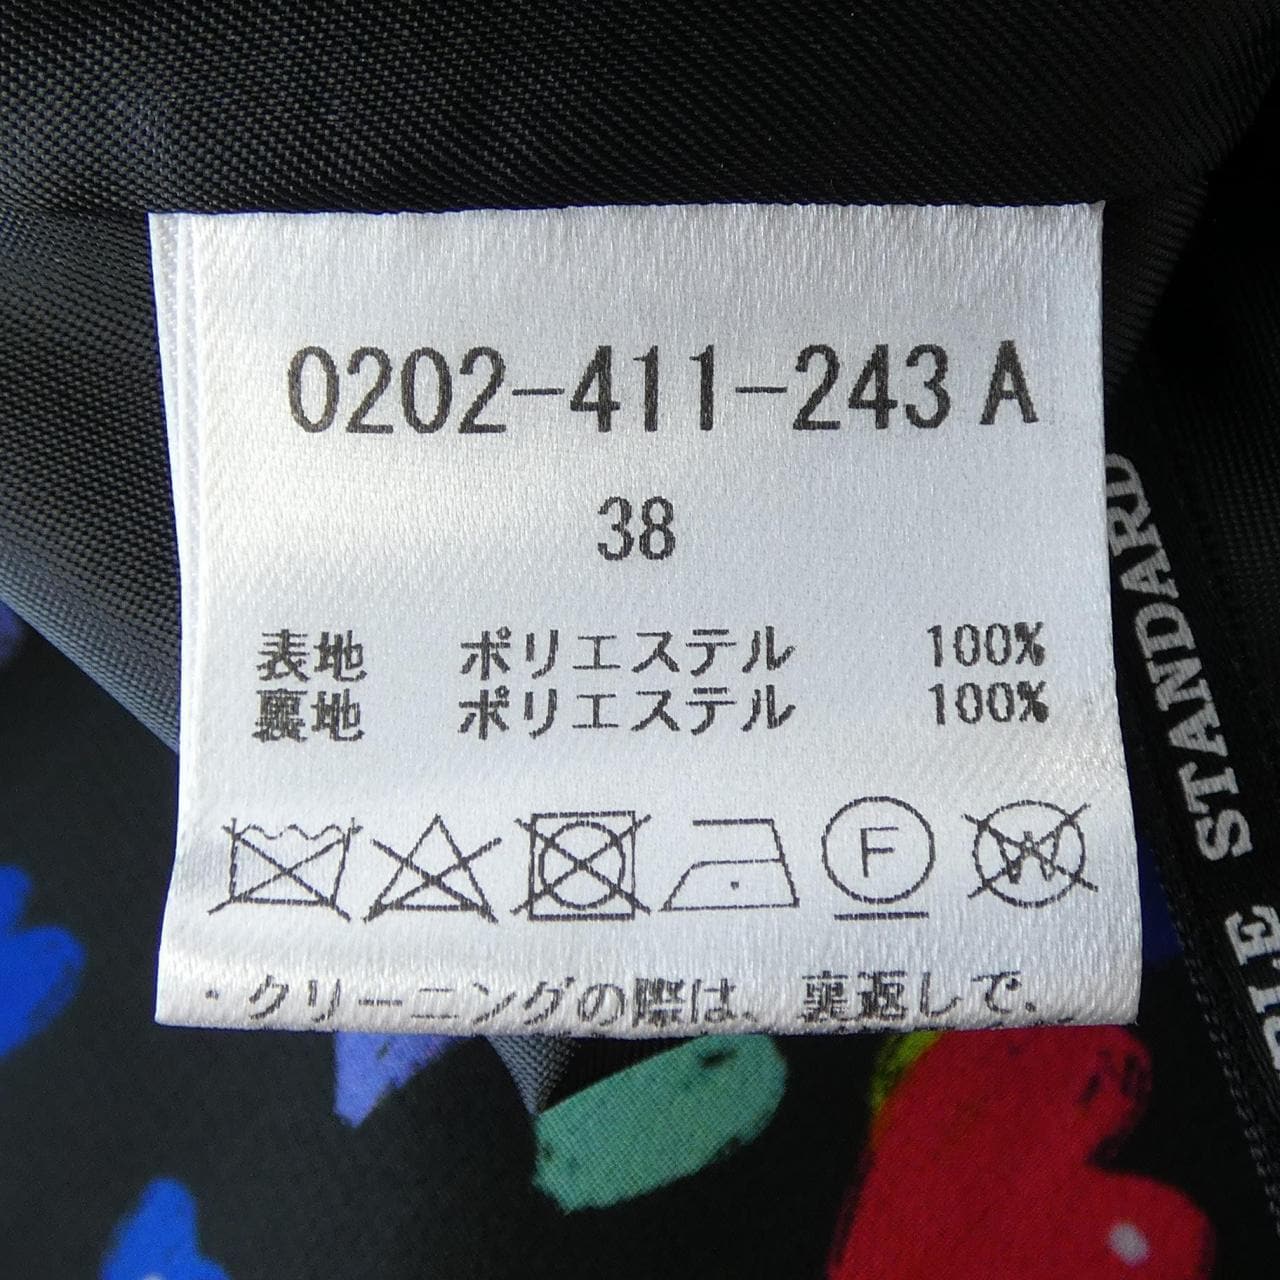 0202-411-243 A
38
表地 ポリエステル 100%
裏地 ポリエステル 100%
F
W
・クリーニングの際は、裏返しで、
STANDARD